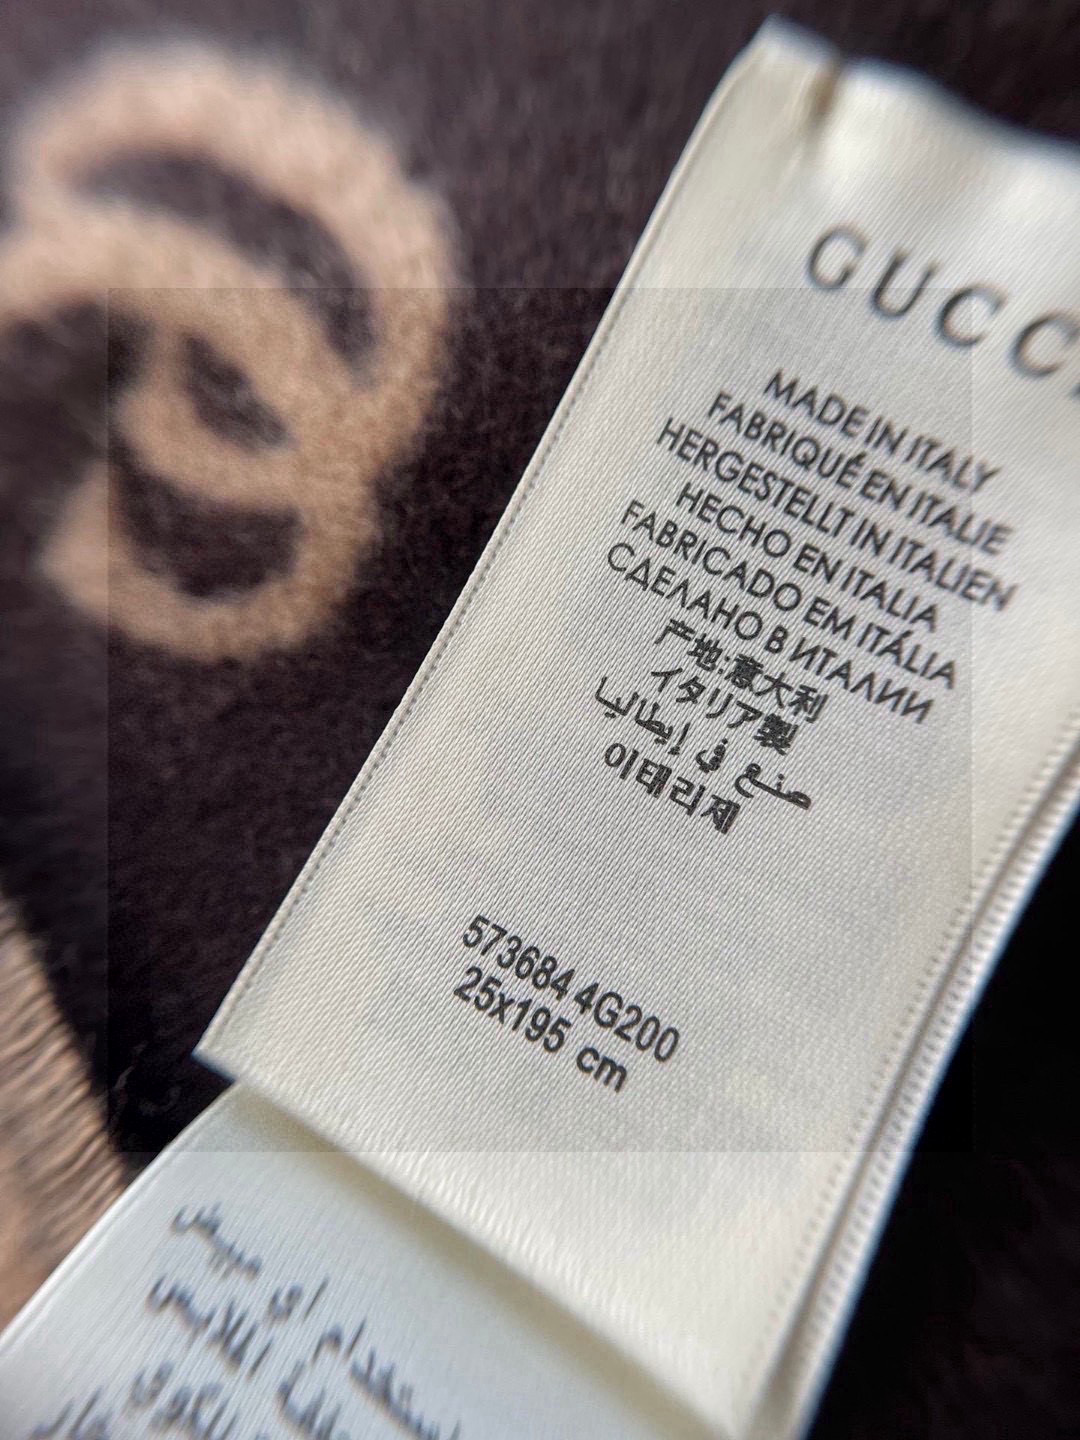 GUCCI
MADE IN ITALY
FABRIQUÉ EN ITALIE
HERGESTELLT IN ITALIEN
HECHO EN ITALIA
FABRICADO EM ITÁLIA
СДЕЛАНО В ИТАЛИИ
产地:意大利
イタリア製
صنع في إيطاليا
이태리제
573684 4G200
25x195 cm
أي مبيض